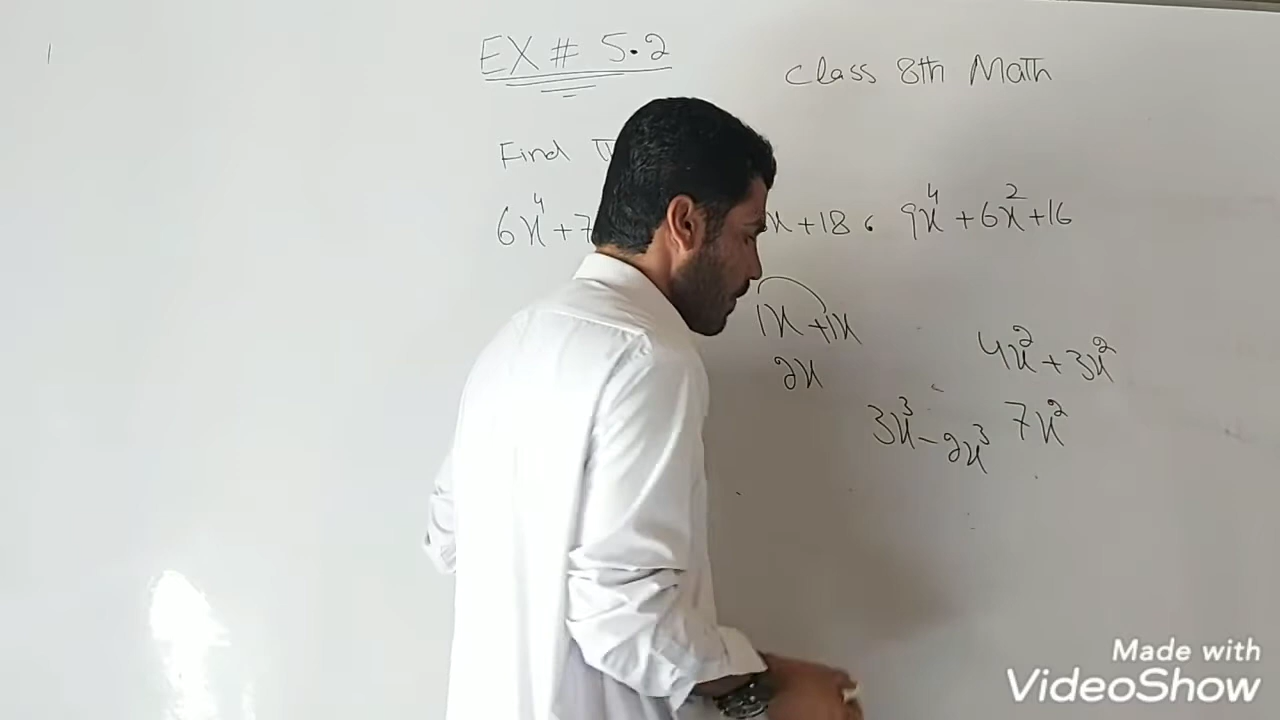 EX # 5.2
Class 8th Math
Find
6x⁴+7 x+18, 9x⁴+6x²+16
1x+1x
2x
4x²+3x²
7x²
3x³-2x³
Made with
VideoShow